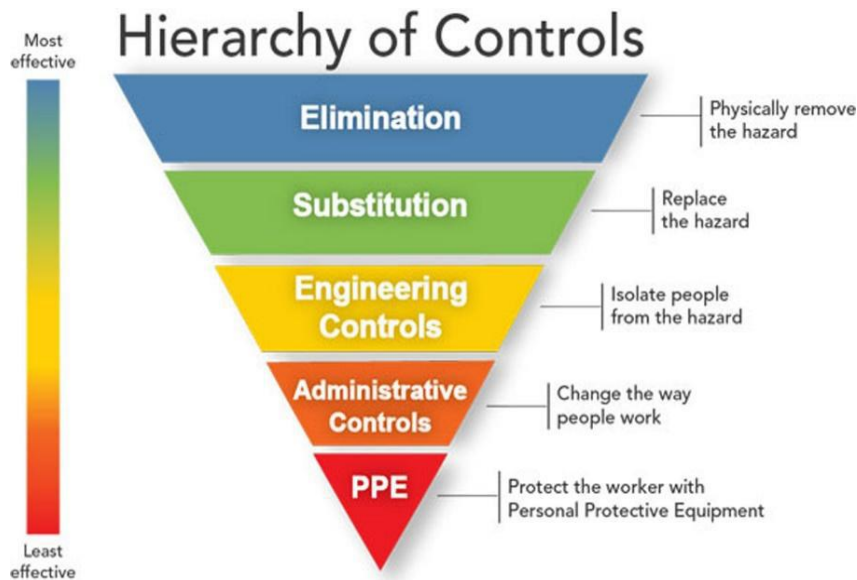 Hierarchy of Controls
Most
effective
Elimination
Physically remove
the hazard
Substitution
Replace
the hazard
Engineering
Controls
Isolate people
from the hazard
Administrative
Controls
Change the way
people work
PPE
Protect the worker with
Personal Protective Equipment
Least
effective